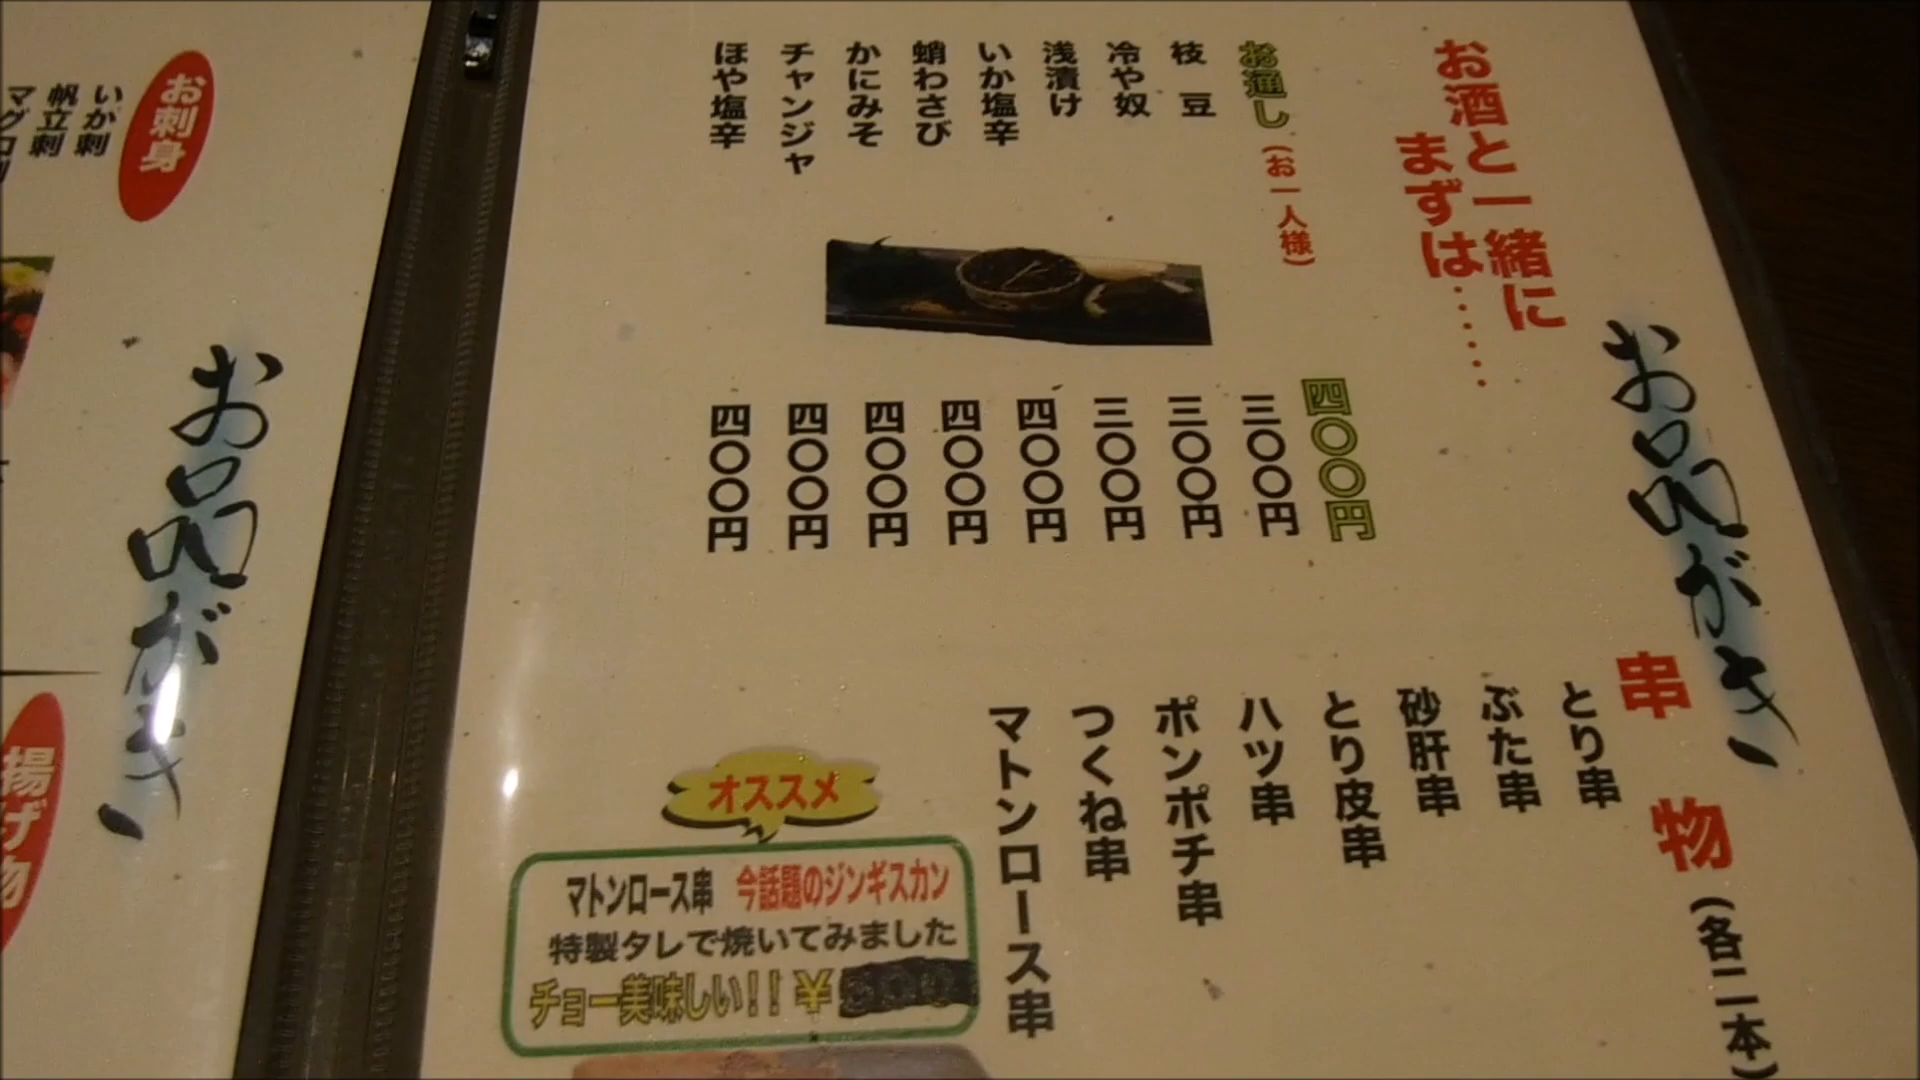 お品がき
お酒と一緒に
まずは……
お通し(お一人様) 四〇〇円
枝豆 三〇〇円
冷や奴 三〇〇円
浅漬け 三〇〇円
いか塩辛 四〇〇円
蛸わさび 四〇〇円
かにみそ 四〇〇円
チャンジャ 四〇〇円
ほや塩辛 四〇〇円
串物(各二本)
とり串
ぶた串
砂肝串
とり皮串
ハツ串
ポンポチ串
つくね串
マトンロース串
オススメ
マトンロース串 今話題のジンギスカン
特製タレで焼いてみました
チョー美味しい!!¥
お品がき
お刺身
いか刺
帆立刺
揚げ物